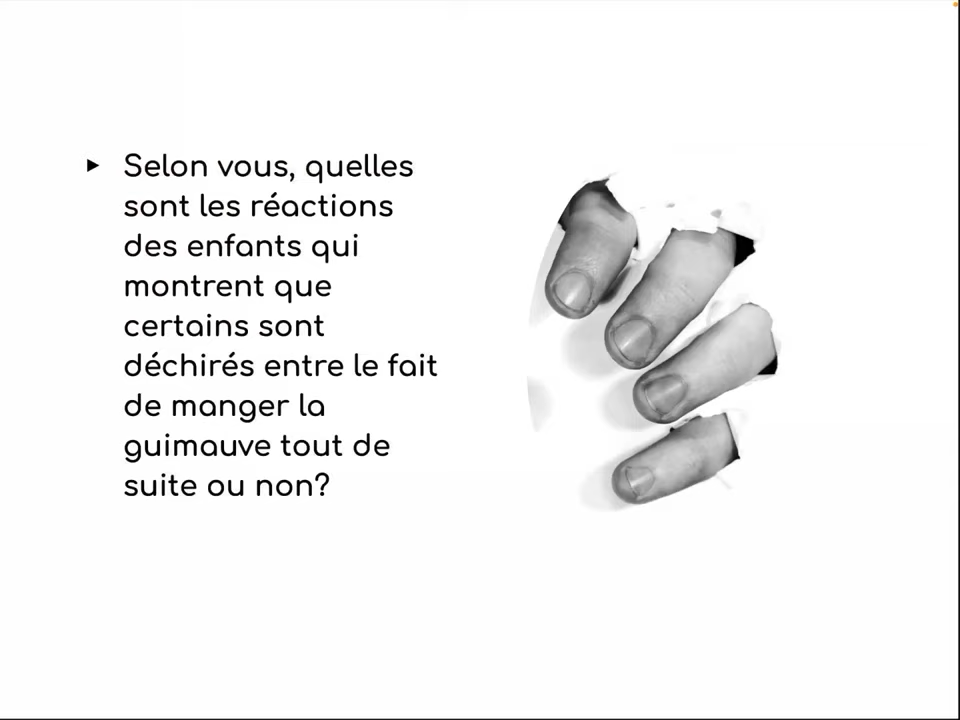 Selon vous, quelles
sont les réactions
des enfants qui
montrent que
certains sont
déchirés entre le fait
de manger la
guimauve tout de
suite ou non?